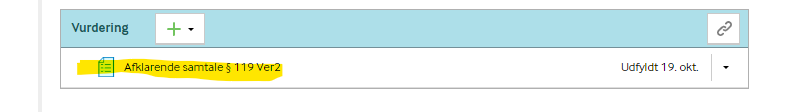 Vurdering
Afklarende samtale § 119 Ver2 Udfyldt 19. okt.